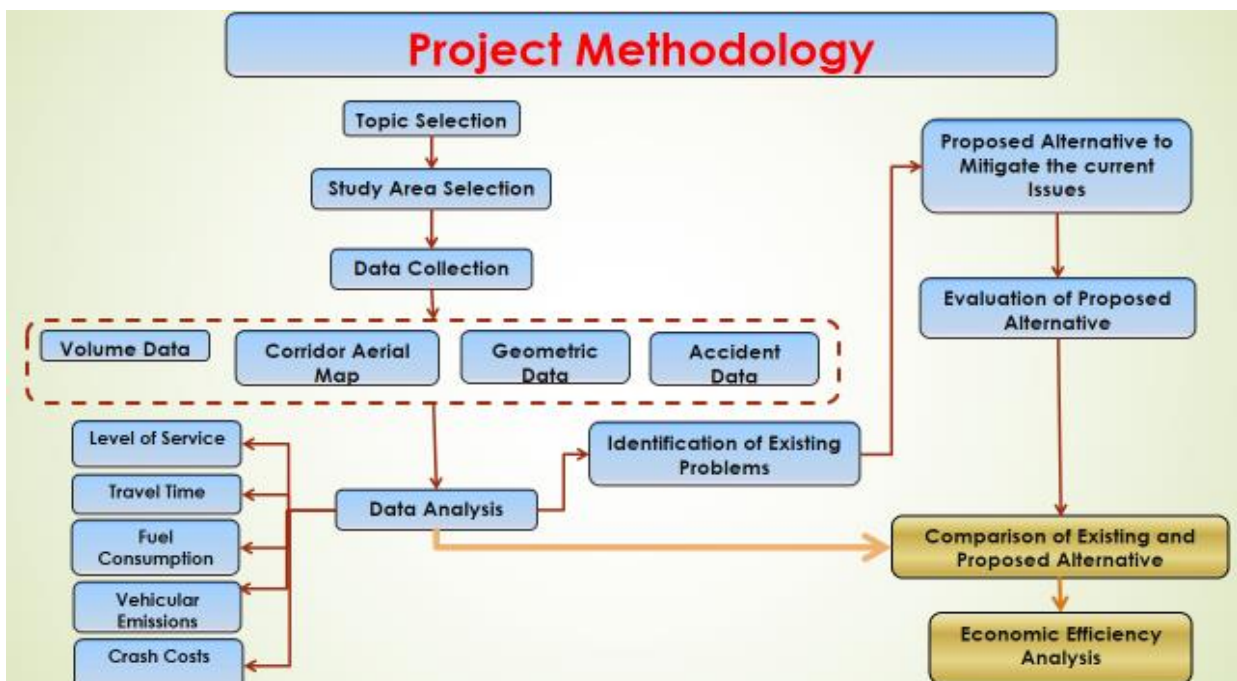 Project Methodology
Topic Selection
Study Area Selection
Data Collection
Volume Data
Corridor Aerial
Map
Geometric
Data
Accident
Data
Level of Service
Travel Time
Fuel
Consumption
Vehicular
Emissions
Crash Costs
Data Analysis
Identification of Existing
Problems
Proposed Alternative to
Mitigate the current
Issues
Evaluation of Proposed
Alternative
Comparison of Existing and
Proposed Alternative
Economic Efficiency
Analysis